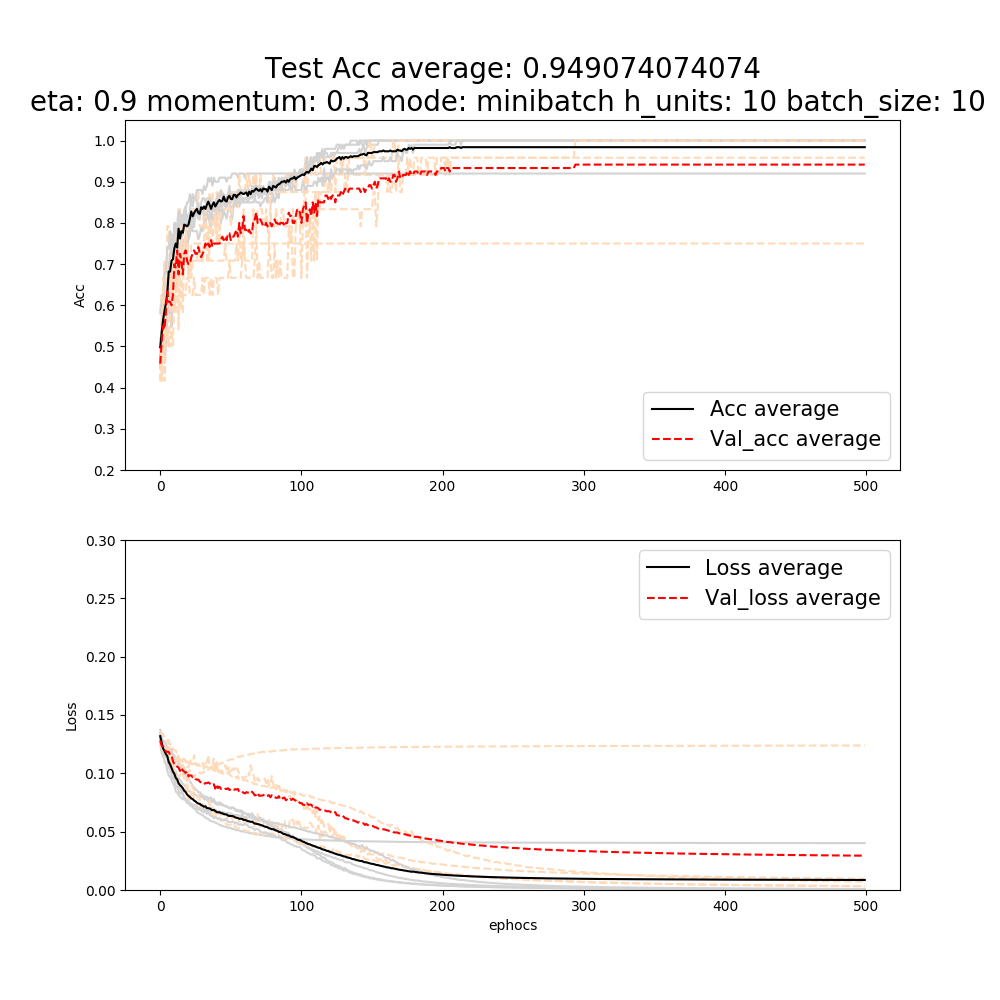 Test Acc average: 0.949074074074
eta: 0.9 momentum: 0.3 mode: minibatch h_units: 10 batch_size: 10
1.0
0.9
0.8
0.7
0.6
0.5
0.4
0.3
0.2
Acc
Acc average
Val_acc average
0 100 200 300 400 500
0.30
0.25
0.20
0.15
0.10
0.05
0.00
Loss
Loss average
Val_loss average
0 100 200 300 400 500
ephocs